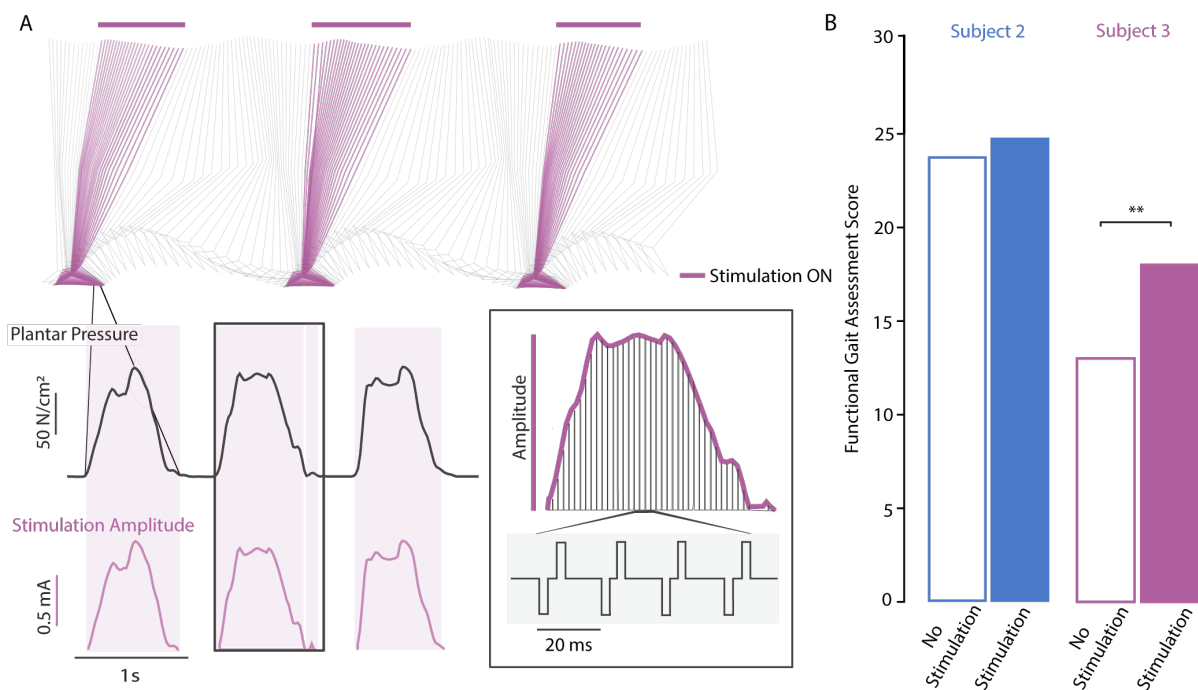 A
Stimulation ON
Plantar Pressure
50 N/cm²
Stimulation Amplitude
0.5 mA
1s
Amplitude
20 ms
B
Subject 2
Subject 3
Functional Gait Assessment Score
30
25
20
15
10
5
0
**
No
Stimulation
Stimulation
No
Stimulation
Stimulation